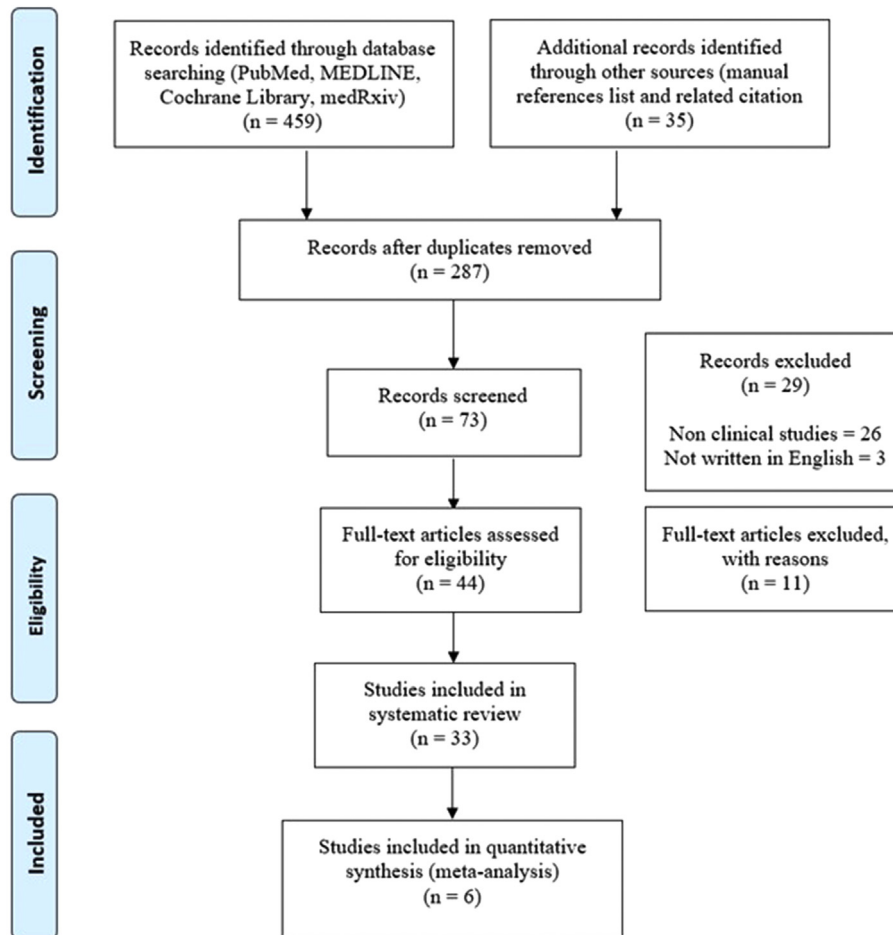 Identification
Records identified through database
searching (PubMed, MEDLINE,
Cochrane Library, medRxiv)
(n = 459)
Additional records identified
through other sources (manual
references list and related citation
(n = 35)
Records after duplicates removed
(n = 287)
Screening
Records screened
(n = 73)
Records excluded
(n = 29)
Non clinical studies = 26
Not written in English = 3
Eligibility
Full-text articles assessed
for eligibility
(n = 44)
Full-text articles excluded,
with reasons
(n = 11)
Studies included in
systematic review
(n = 33)
Included
Studies included in quantitative
synthesis (meta-analysis)
(n = 6)